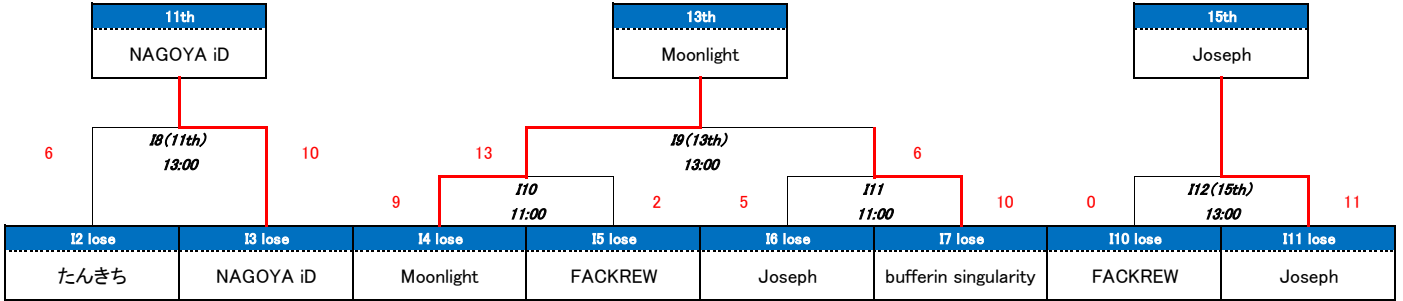 11th 13th 15th
NAGOYA iD Moonlight Joseph
I8(11th) I9(13th)
6 10 13 6
13:00 13:00
I10 I11 I12(15th)
9 2 5 10 0 11
11:00 11:00 13:00
I2 lose I3 lose I4 lose I5 lose I6 lose I7 lose I10 lose I11 lose
たんきち NAGOYA iD Moonlight FACKREW Joseph bufferin singularity FACKREW Joseph